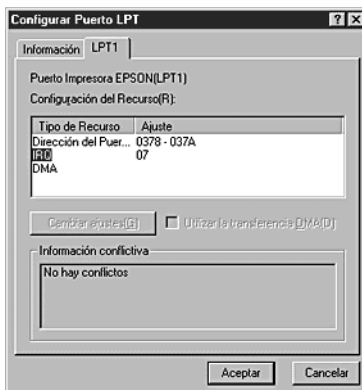 Configurar Puerto LPT
Información LPT1
Puerto Impresora EPSON(LPT1)
Configuración del Recurso(R):
Tipo de Recurso Ajuste
Dirección del Puer... 0378 - 037A
IRQ 07
DMA
Cambiar ajustes(G) Utilizar la transferencia DMA(D)
Información conflictiva
No hay conflictos
Aceptar Cancelar